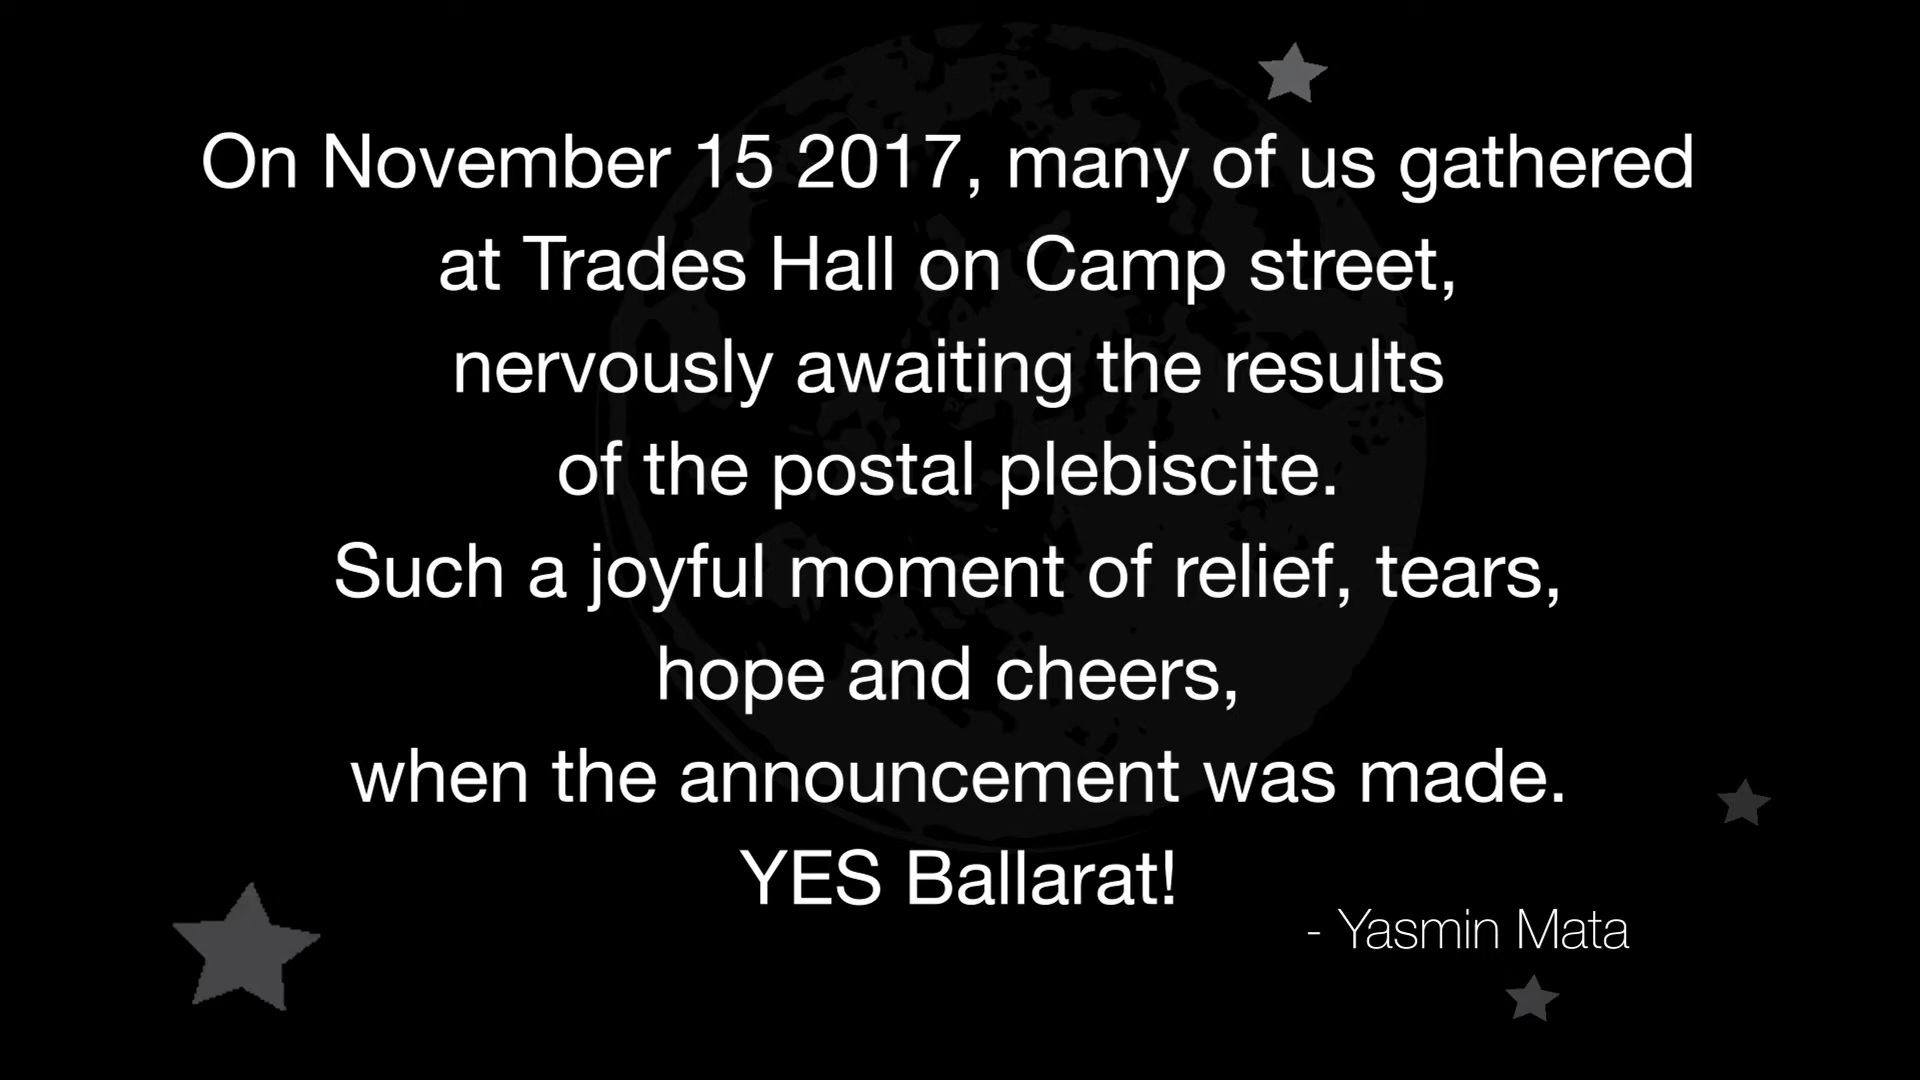 On November 15 2017, many of us gathered
at Trades Hall on Camp street,
nervously awaiting the results
of the postal plebiscite.
Such a joyful moment of relief, tears,
hope and cheers,
when the announcement was made.
YES Ballarat!
- Yasmin Mata